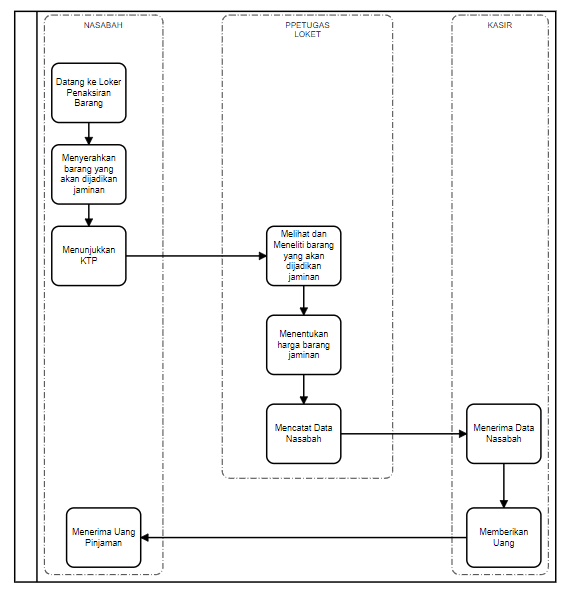 NASABAH
PPETUGAS
LOKET
KASIR
Datang ke Loker
Penaksiran
Barang
Menyerahkan
barang yang
akan dijadikan
jaminan
Menunjukkan
KTP
Melihat dan
Meneliti barang
yang akan
dijadikan
jaminan
Menentukan
harga barang
jaminan
Mencatat Data
Nasabah
Menerima Data
Nasabah
Memberikan
Uang
Menerima Uang
Pinjaman